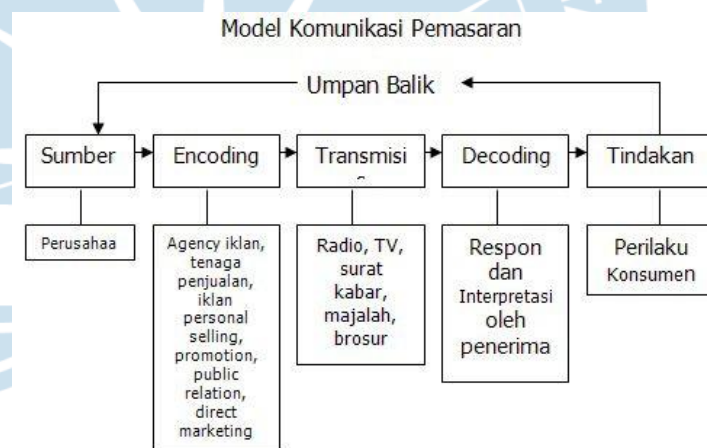 Model Komunikasi Pemasaran
Umpan Balik
Sumber
Encoding
Transmisi
Decoding
Tindakan
Perusahaa
Agency iklan,
tenaga
penjualan,
iklan
personal
selling,
promotion,
public
relation,
direct
marketing
Radio, TV,
surat
kabar,
majalah,
brosur
Respon
dan
Interpretasi
oleh
penerima
Perilaku
Konsumen